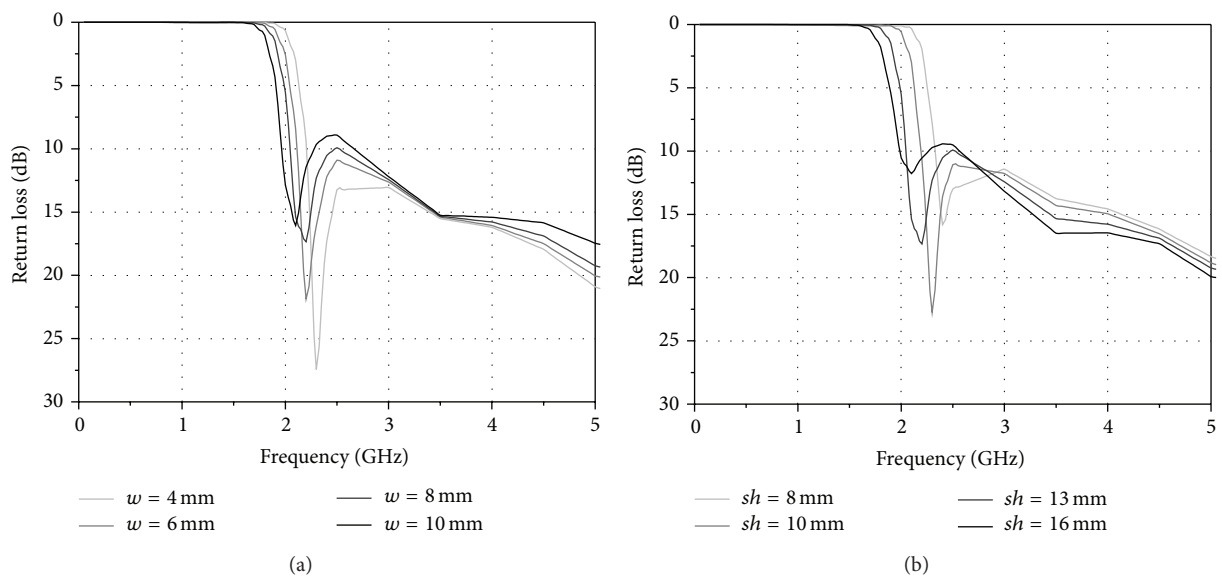 (a)
Return loss (dB)
0
5
10
15
20
25
30
0 1 2 3 4 5
Frequency (GHz)
w = 4 mm
w = 6 mm
w = 8 mm
w = 10 mm
(a)
(b)
Return loss (dB)
0
5
10
15
20
25
30
0 1 2 3 4 5
Frequency (GHz)
sh = 8 mm
sh = 10 mm
sh = 13 mm
sh = 16 mm
(b)